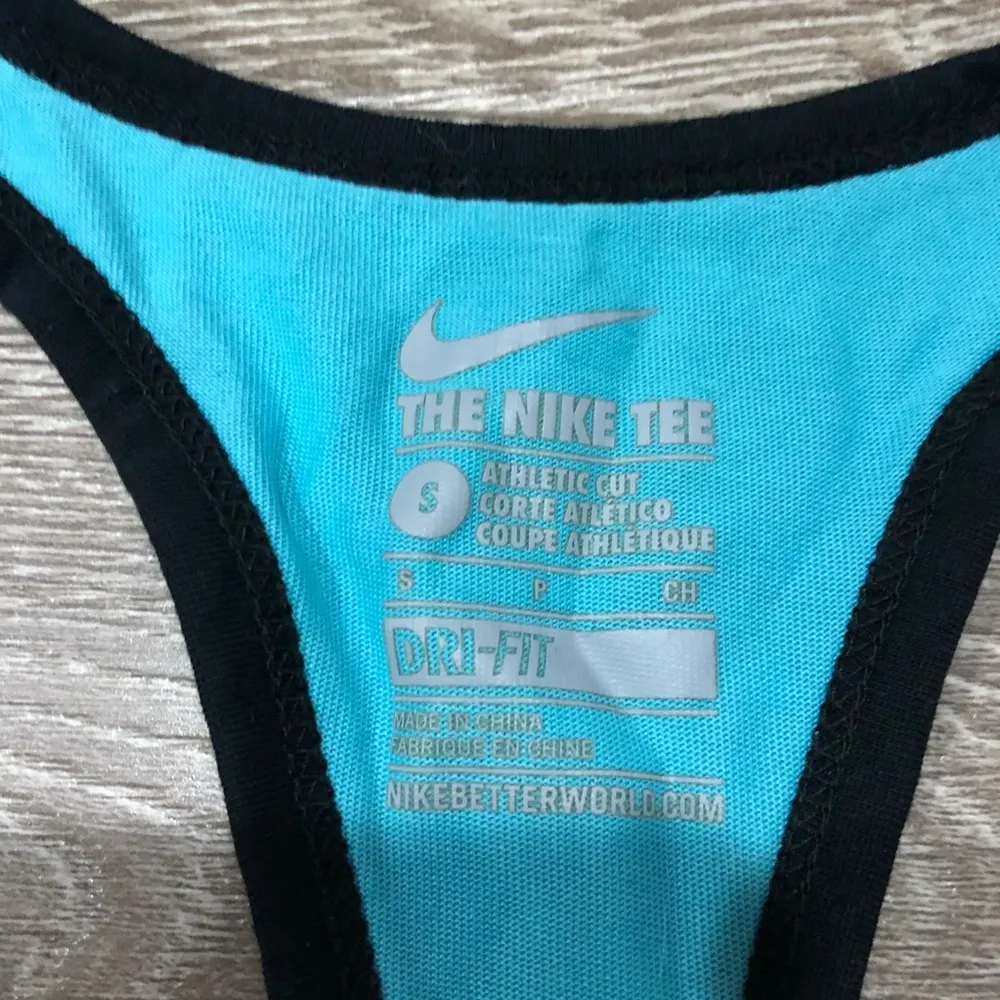 THE NIKE TEE
S
ATHLETIC CUT
CORTE ATLÉTICO
COUPE ATHLÉTIQUE
S P CH
DRI-FIT
MADE IN CHINA
FABRIQUÉ EN CHINE
NIKEBETTERWORLD.COM